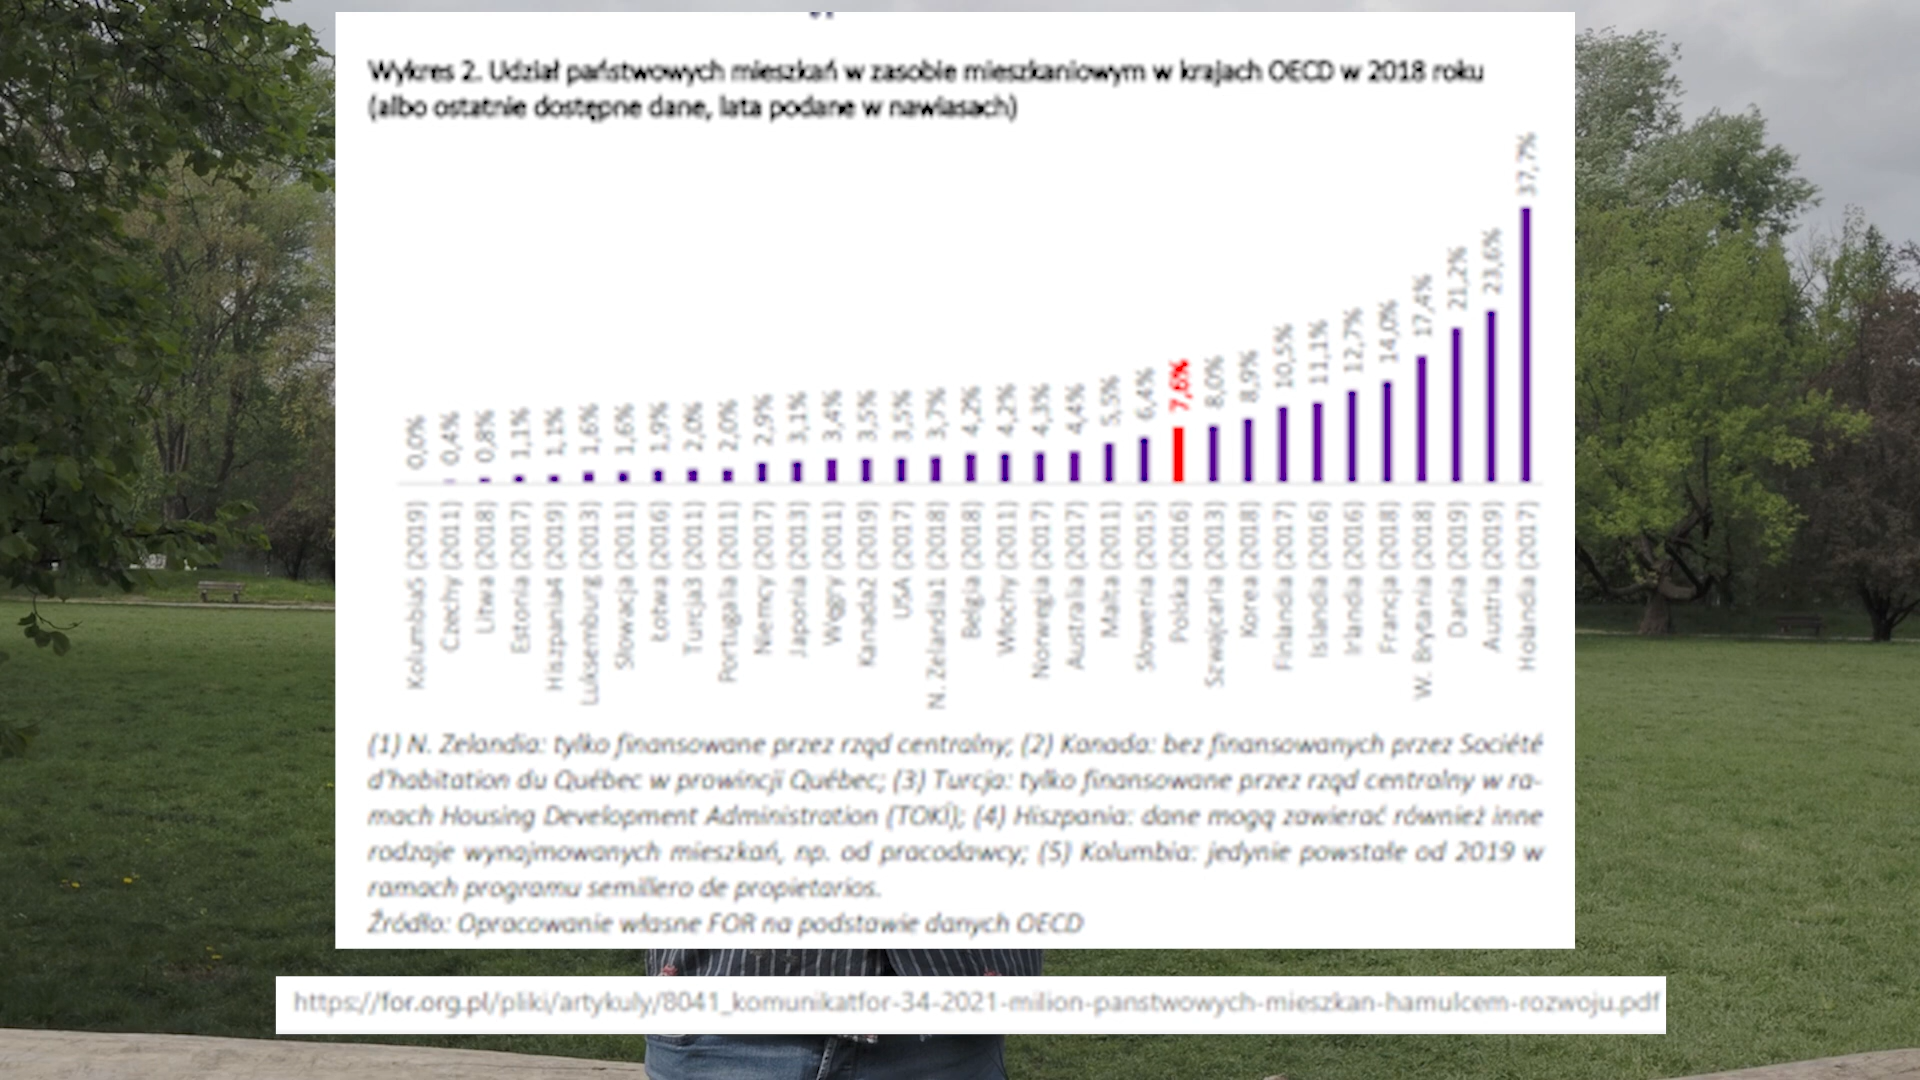 Wykres 2. Udział państwowych mieszkań w zasobie mieszkaniowym w krajach OECD w 2018 roku
(albo ostatnie dostępne dane, lata podane w nawiasach)
0,0%
0,4%
0,8%
1,1%
1,1%
1,6%
1,6%
1,9%
2,0%
2,0%
2,9%
3,1%
3,4%
3,5%
3,5%
3,7%
4,2%
4,2%
4,3%
4,4%
5,5%
6,4%
7,6%
8,0%
8,9%
10,5%
11,1%
12,7%
14,0%
17,4%
21,2%
23,6%
37,7%
Kolumbia5 (2019)
Czechy (2011)
Litwa (2018)
Estonia (2017)
Hiszpania4 (2019)
Luksemburg (2013)
Słowacja (2011)
Łotwa (2016)
Turcja3 (2011)
Portugalia (2011)
Niemcy (2017)
Japonia (2013)
Węgry (2011)
Kanada2 (2019)
USA (2017)
N. Zelandia1 (2018)
Belgia (2018)
Włochy (2011)
Norwegia (2017)
Australia (2017)
Malta (2011)
Słowenia (2015)
Polska (2016)
Szwajcaria (2013)
Korea (2018)
Finlandia (2017)
Islandia (2016)
Irlandia (2016)
Francja (2018)
W. Brytania (2018)
Dania (2019)
Austria (2019)
Holandia (2017)
(1) N. Zelandia: tylko finansowane przez rząd centralny; (2) Kanada: bez finansowanych przez Société
d'habitation du Québec w prowincji Québec; (3) Turcja: tylko finansowane przez rząd centralny w ra-
mach Housing Development Administration (TOKİ); (4) Hiszpania: dane mogą zawierać również inne
rodzaje wynajmowanych mieszkań, np. od pracodawcy; (5) Kolumbia: jedynie powstałe od 2019 w
ramach programu semillero de propietarios.
Źródło: Opracowanie własne FOR na podstawie danych OECD
https://for.org.pl/pliki/artykuly/8041_komunikatfor-34-2021-milion-panstwowych-mieszkan-hamulcem-rozwoju.pdf